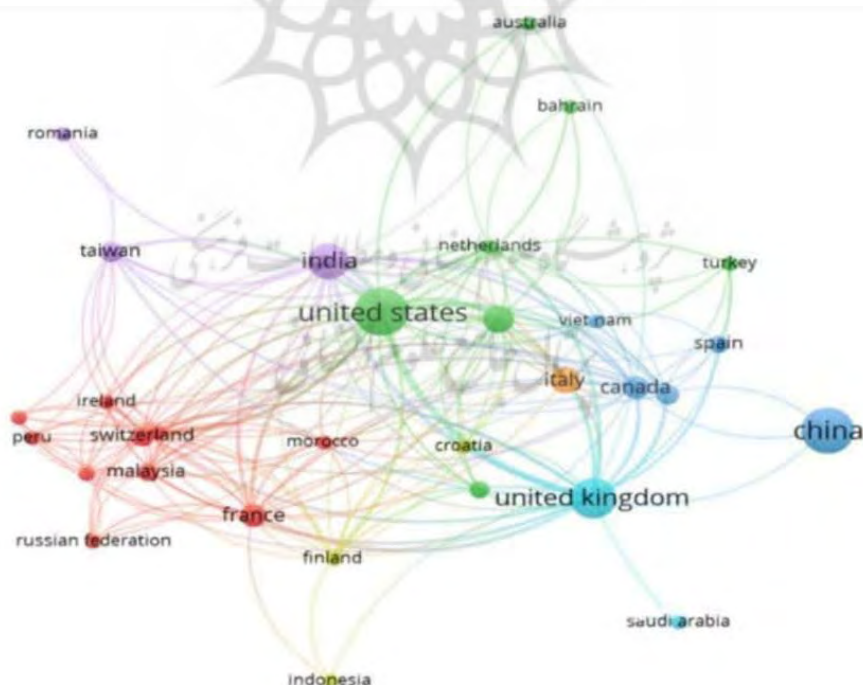 australia
bahrain
romania
taiwan
india
netherlands
turkey
united states
viet nam
spain
italy
canada
ireland
peru
switzerland
morocco
croatia
china
malaysia
united kingdom
france
russian federation
finland
saudi arabia
indonesia